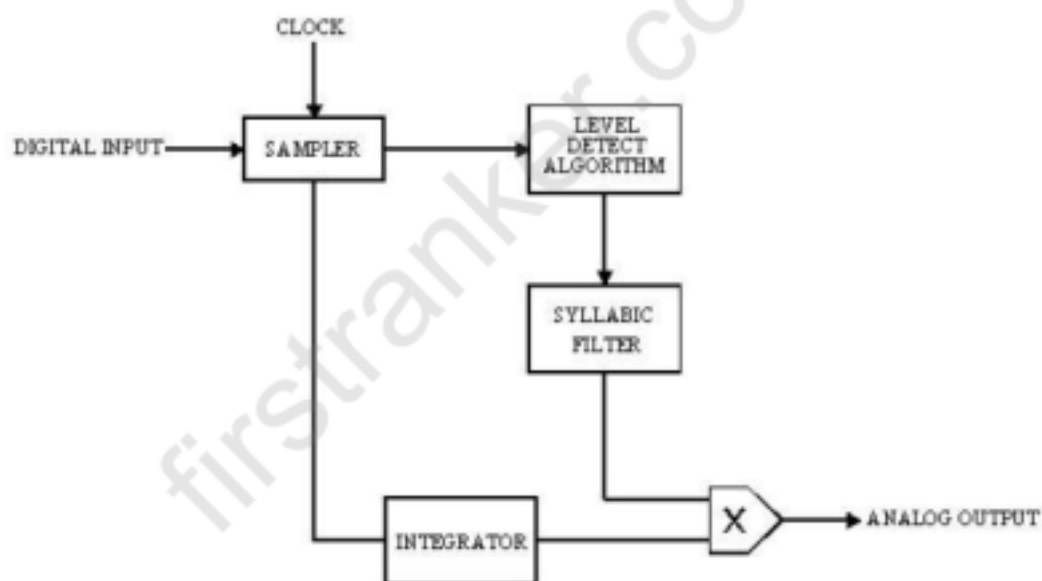 CLOCK
DIGITAL INPUT
SAMPLER
LEVEL
DETECT
ALGORITHM
SYLLABIC
FILTER
INTEGRATOR
X
ANALOG OUTPUT
firstranker.co